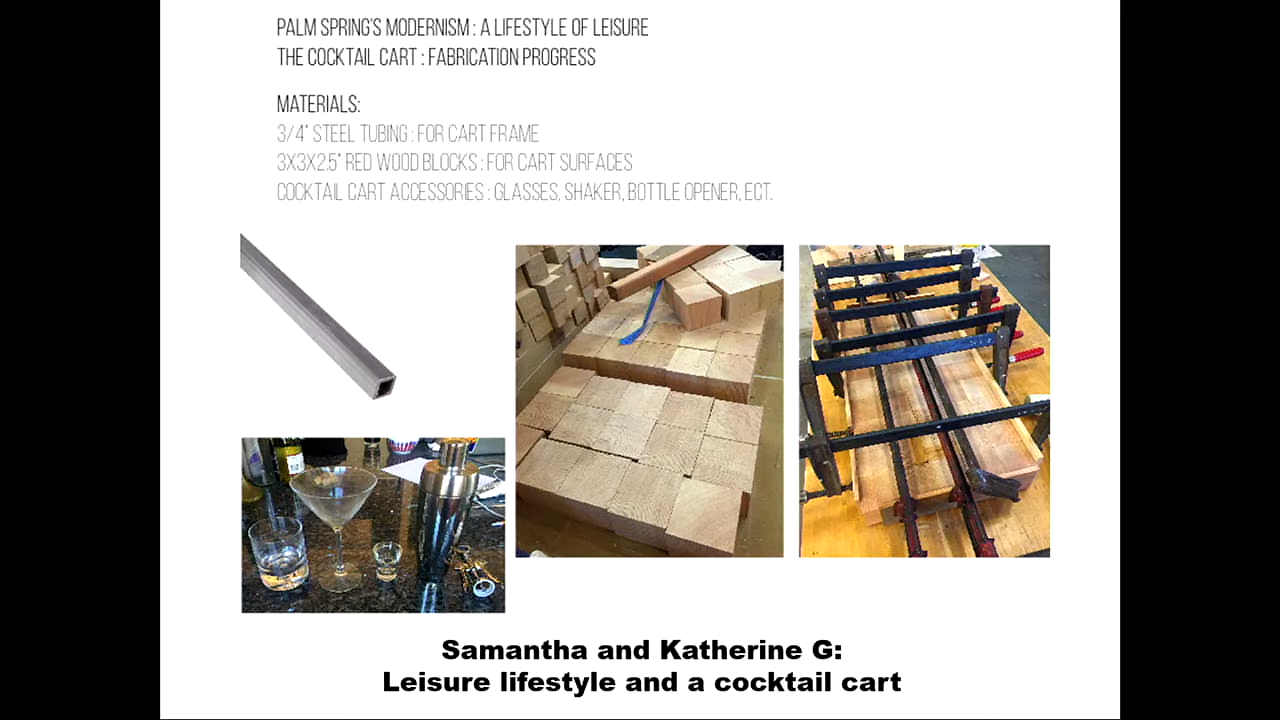 PALM SPRING'S MODERNISM : A LIFESTYLE OF LEISURE
THE COCKTAIL CART : FABRICATION PROGRESS
MATERIALS:
3/4" STEEL TUBING : FOR CART FRAME
3X3X2.5" RED WOOD BLOCKS : FOR CART SURFACES
COCKTAIL CART ACCESSORIES : GLASSES, SHAKER, BOTTLE OPENER, ECT.
Samantha and Katherine G:
Leisure lifestyle and a cocktail cart